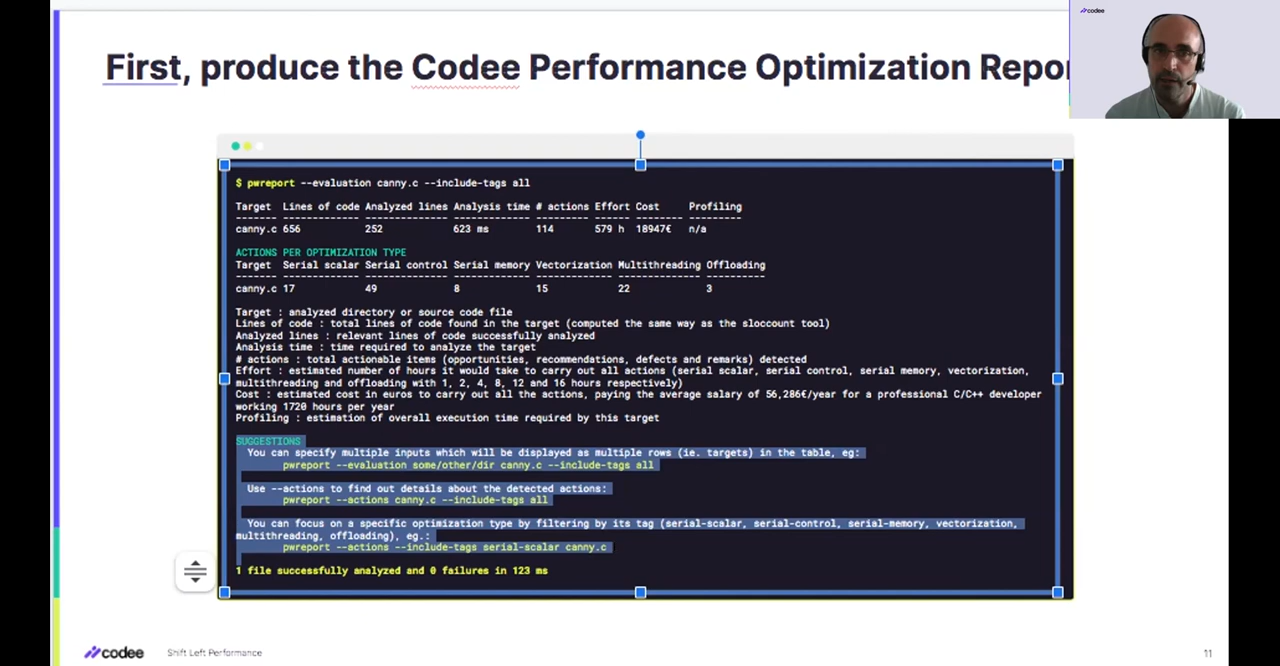 codee
First, produce the Codee Performance Optimization Repor
$ pwreport --evaluation canny.c --include-tags all
Target Lines of code Analyzed lines Analysis time # actions Effort Cost Profiling
canny.c 656 252 623 ms 114 579 h 18947€ n/a
ACTIONS PER OPTIMIZATION TYPE
Target Serial scalar Serial control Serial memory Vectorization Multithreading Offloading
canny.c 17 49 8 15 22 3
Target : analyzed directory or source code file
Lines of code : total lines of code found in the target (computed the same way as the sloccount tool)
Analyzed lines : relevant lines of code successfully analyzed
Analysis time : time required to analyze the target
# actions : total actionable items (opportunities, recommendations, defects and remarks) detected
Effort : estimated number of hours it would take to carry out all actions (serial scalar, serial control, serial memory, vectorization,
multithreading and offloading with 1, 2, 4, 8, 12 and 16 hours respectively)
Cost : estimated cost in euros to carry out all the actions, paying the average salary of 56,286€/year for a professional C/C++ developer
working 1720 hours per year
Profiling : estimation of overall execution time required by this target
SUGGESTIONS
You can specify multiple inputs which will be displayed as multiple rows (ie. targets) in the table, eg:
pwreport --evaluation some/other/dir canny.c --include-tags all
Use --actions to find out details about the detected actions:
pwreport --actions canny.c --include-tags all
You can focus on a specific optimization type by filtering by its tag (serial-scalar, serial-control, serial-memory, vectorization,
multithreading, offloading), eg.:
pwreport --actions --include-tags serial-scalar canny.c
1 file successfully analyzed and 0 failures in 123 ms
codee
Shift Left Performance
11